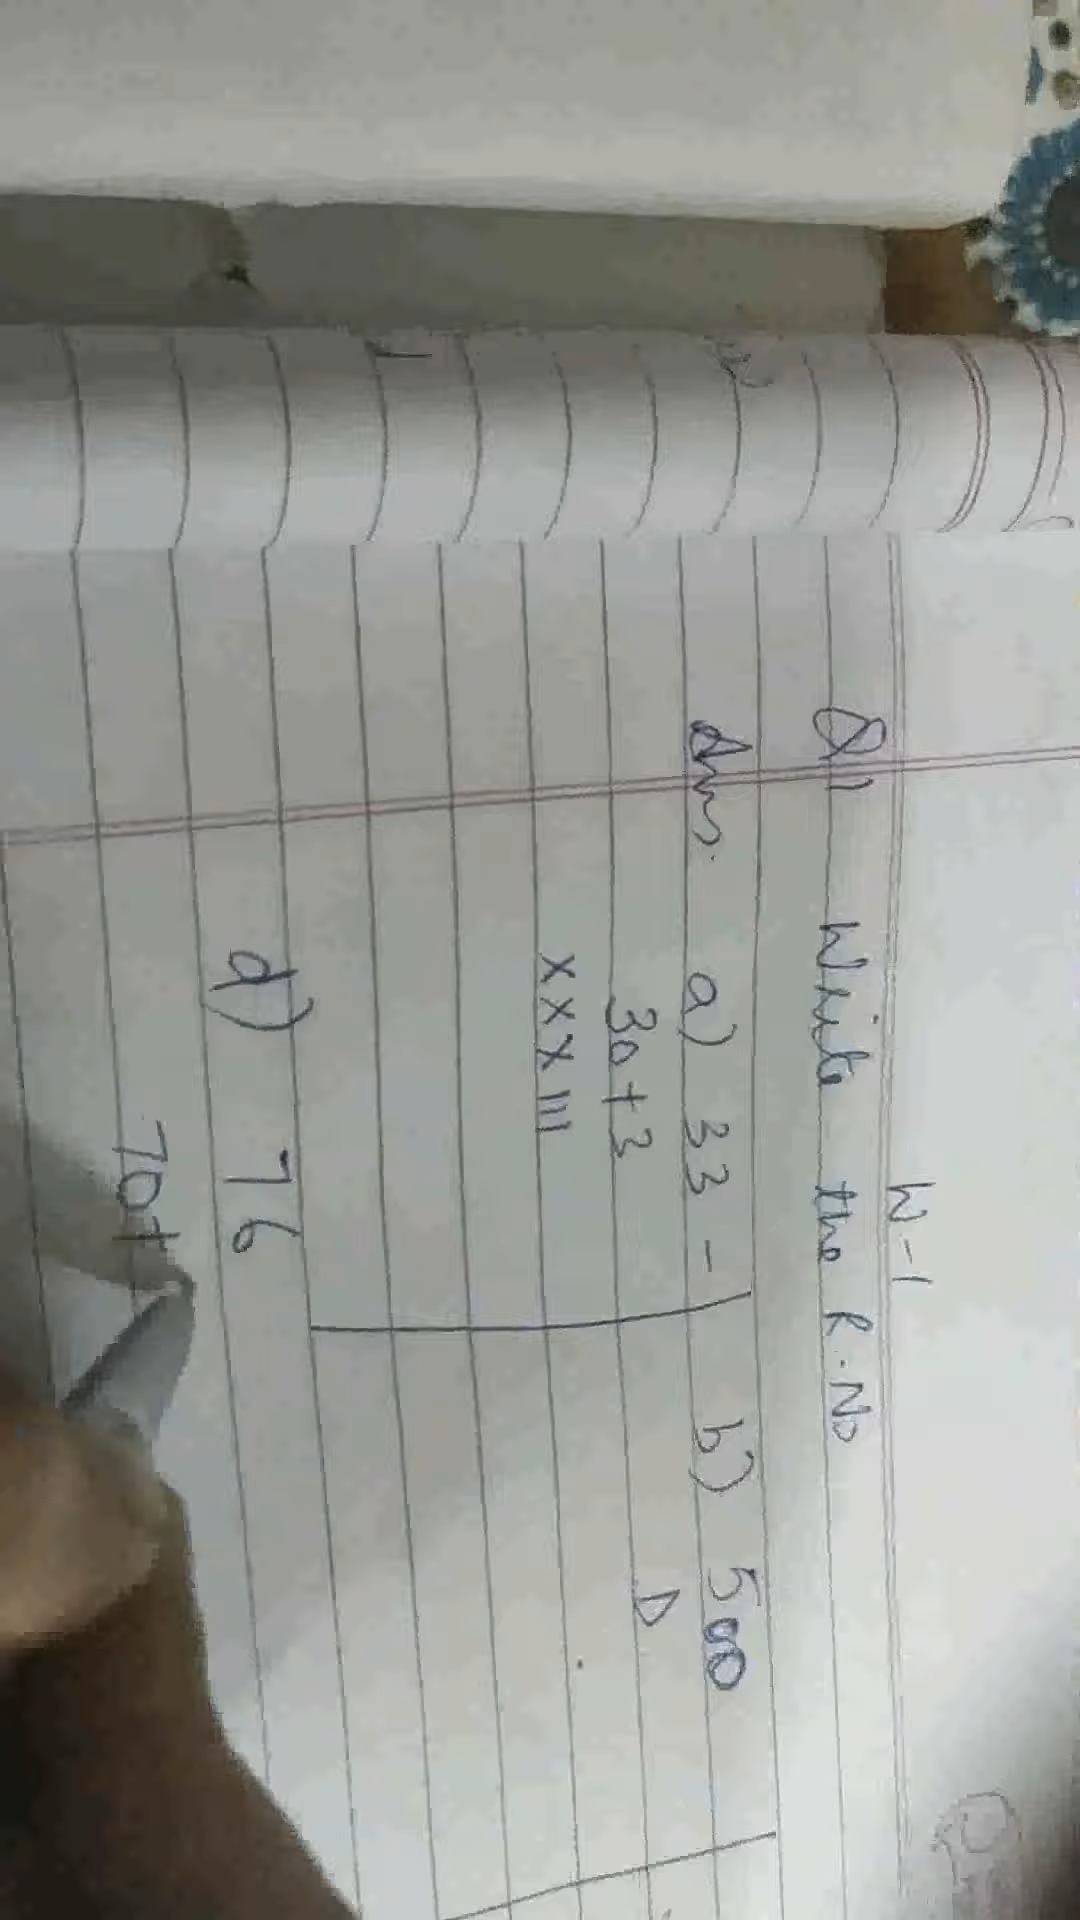 W-1
Q1) Write the R.No
Ans. a) 33 - b) 500
30+3 D
XXXIII
d) 76
70+